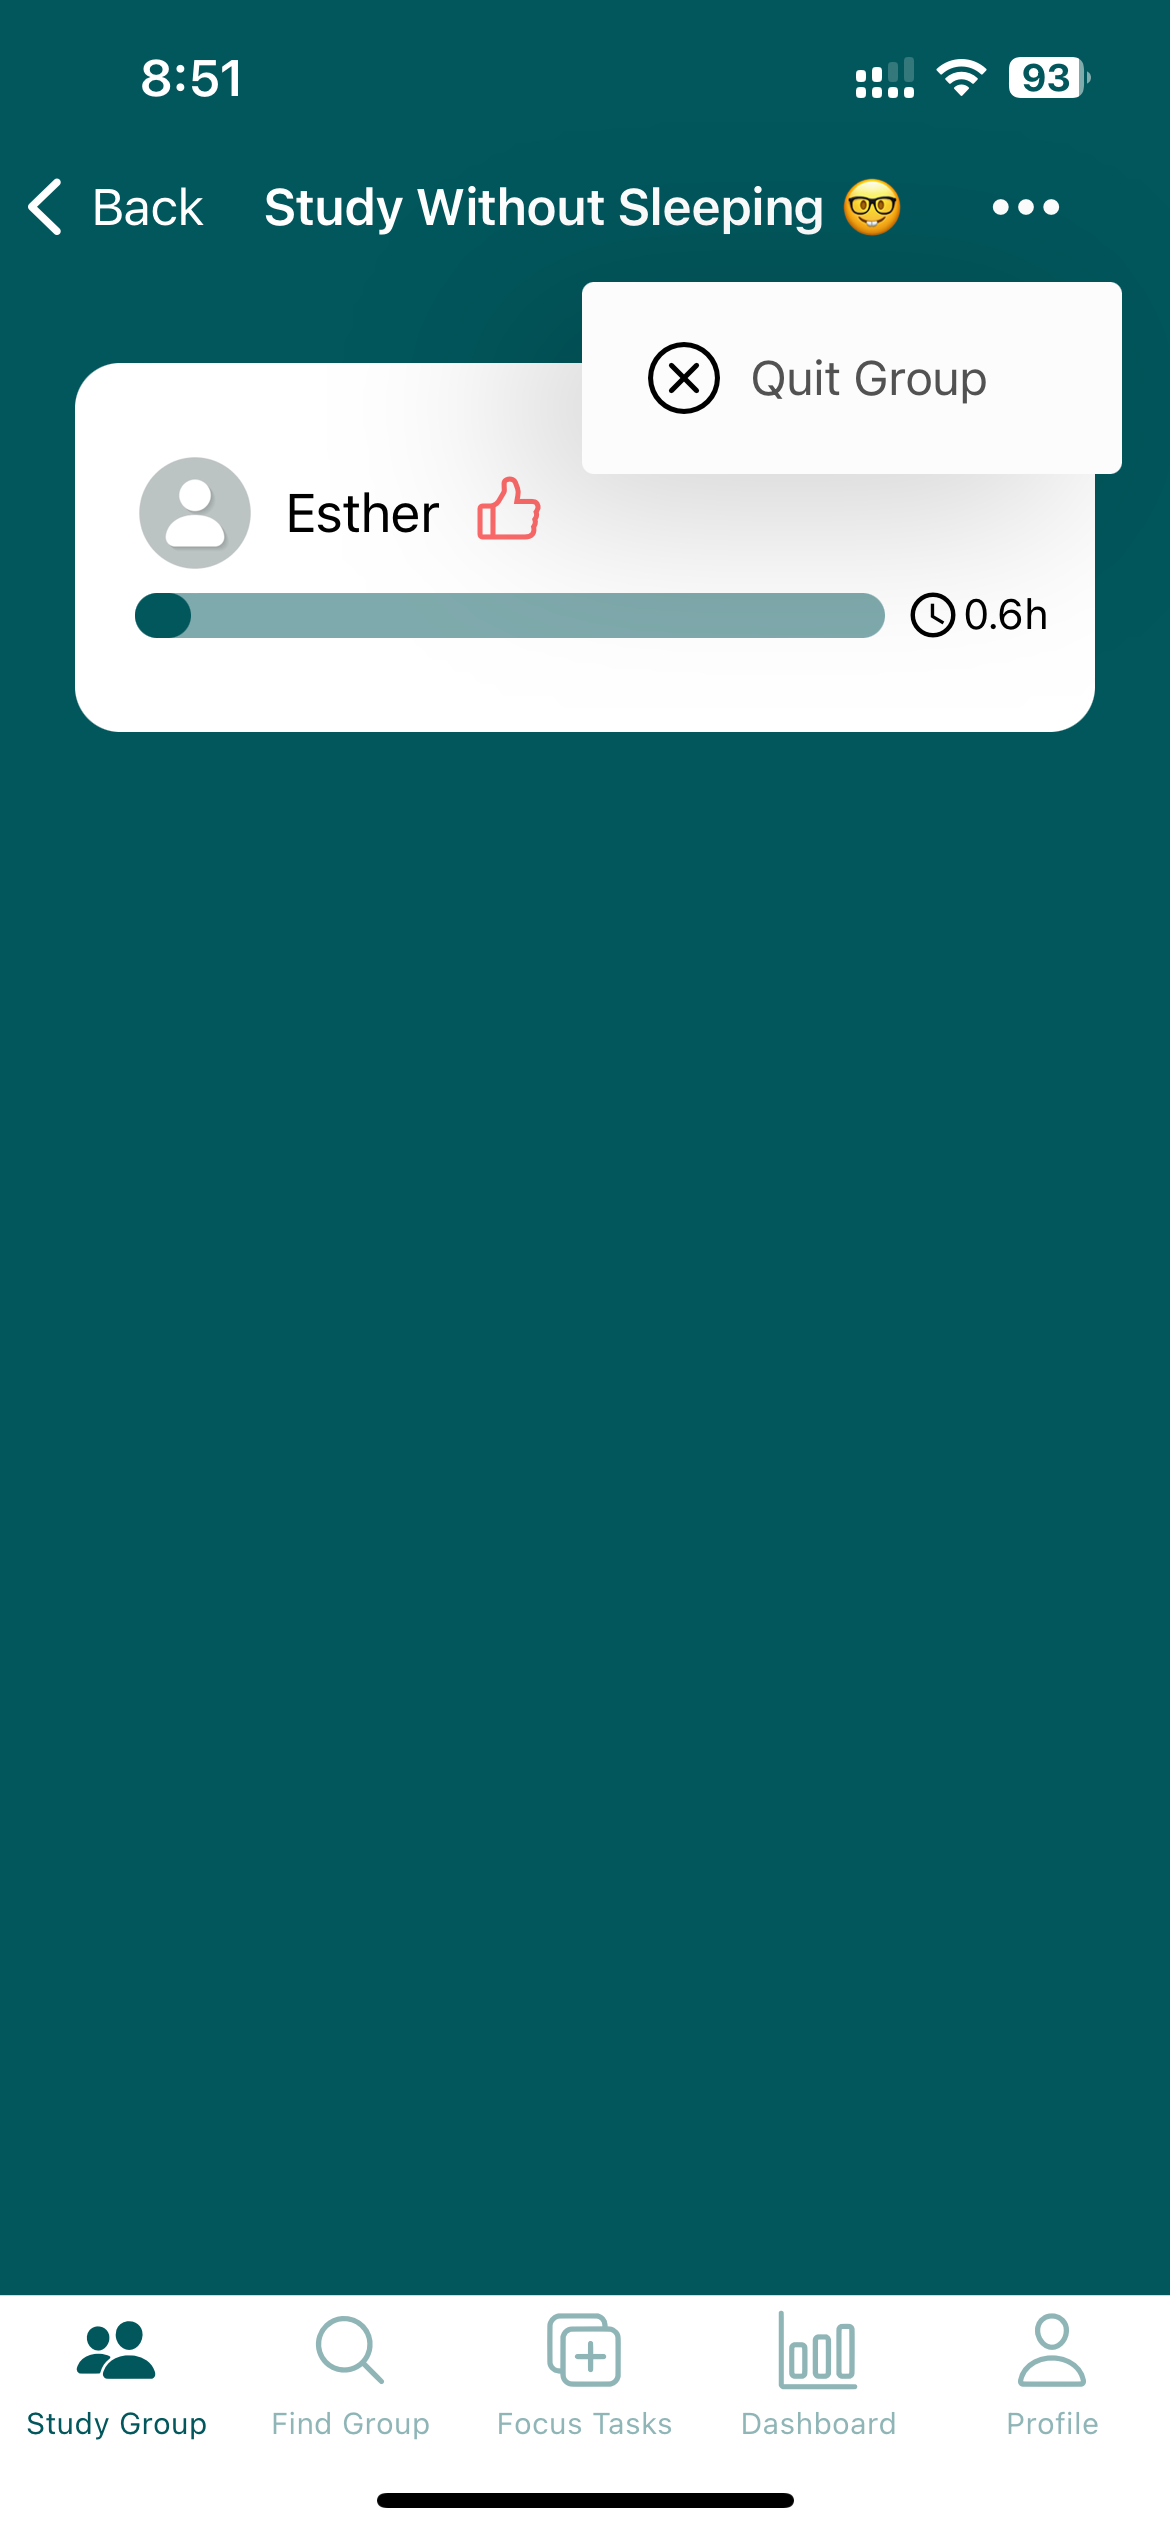 8:51
93
Back
Study Without Sleeping 🤓
Quit Group
Esther
0.6h
Study Group
Find Group
Focus Tasks
Dashboard
Profile